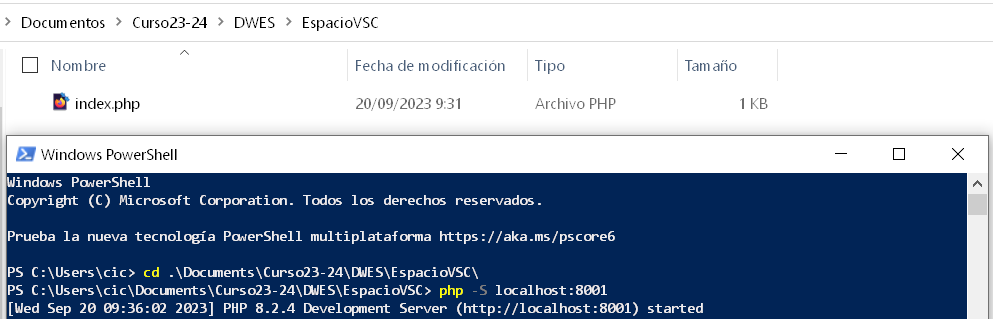 > Documentos > Curso23-24 > DWES > EspacioVSC
Nombre Fecha de modificación Tipo Tamaño
index.php 20/09/2023 9:31 Archivo PHP 1 KB
Windows PowerShell
Windows PowerShell
Copyright (C) Microsoft Corporation. Todos los derechos reservados.
Prueba la nueva tecnología PowerShell multiplataforma https://aka.ms/pscore6
PS C:\Users\cic> cd .\Documents\Curso23-24\DWES\EspacioVSC\
PS C:\Users\cic\Documents\Curso23-24\DWES\EspacioVSC> php -S localhost:8001
[Wed Sep 20 09:36:02 2023] PHP 8.2.4 Development Server (http://localhost:8001) started